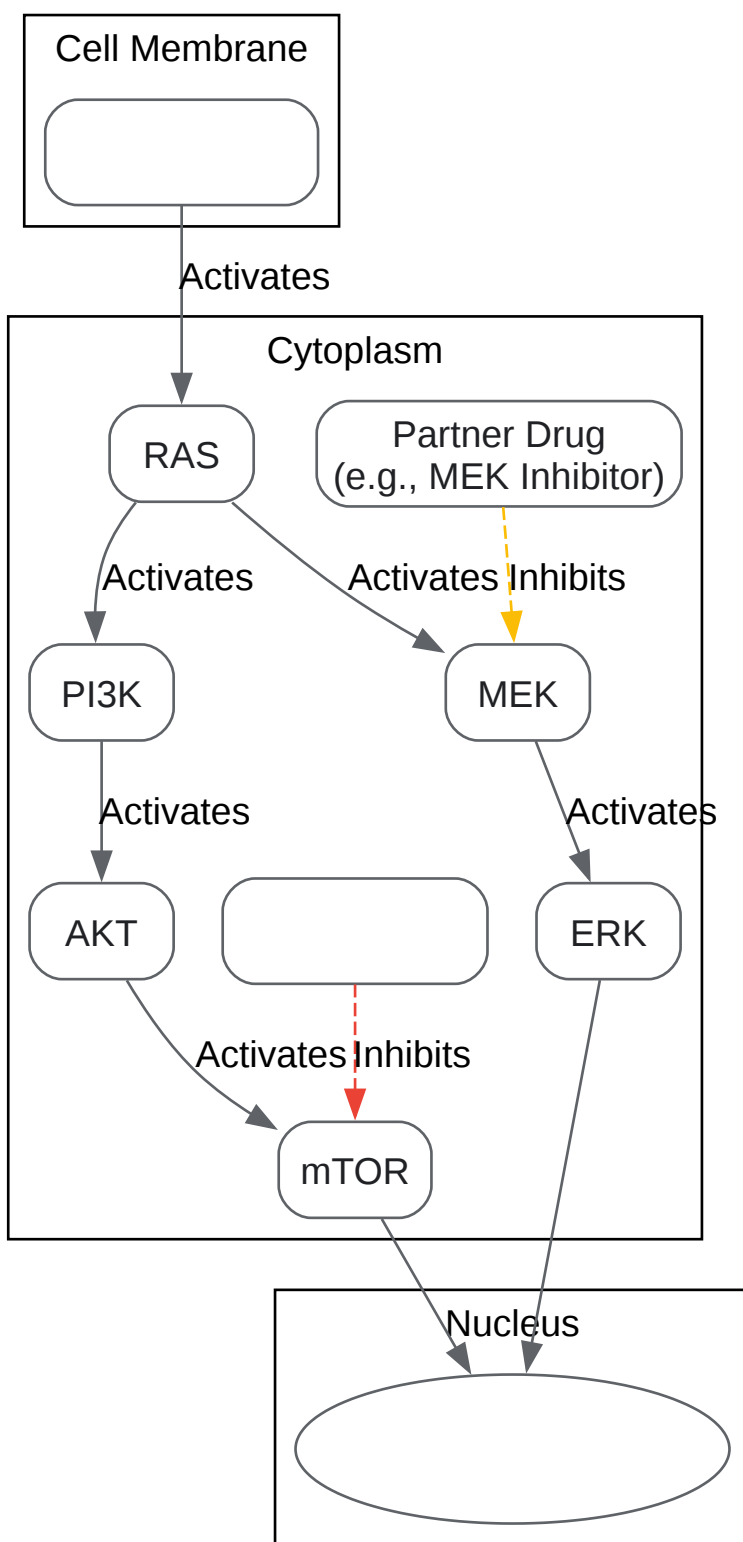 Cell Membrane
Activates
Cytoplasm
RAS
Partner Drug
(e.g., MEK Inhibitor)
Activates
Activates
Inhibits
PI3K
MEK
Activates
Activates
AKT
ERK
Activates
Inhibits
mTOR
Nucleus